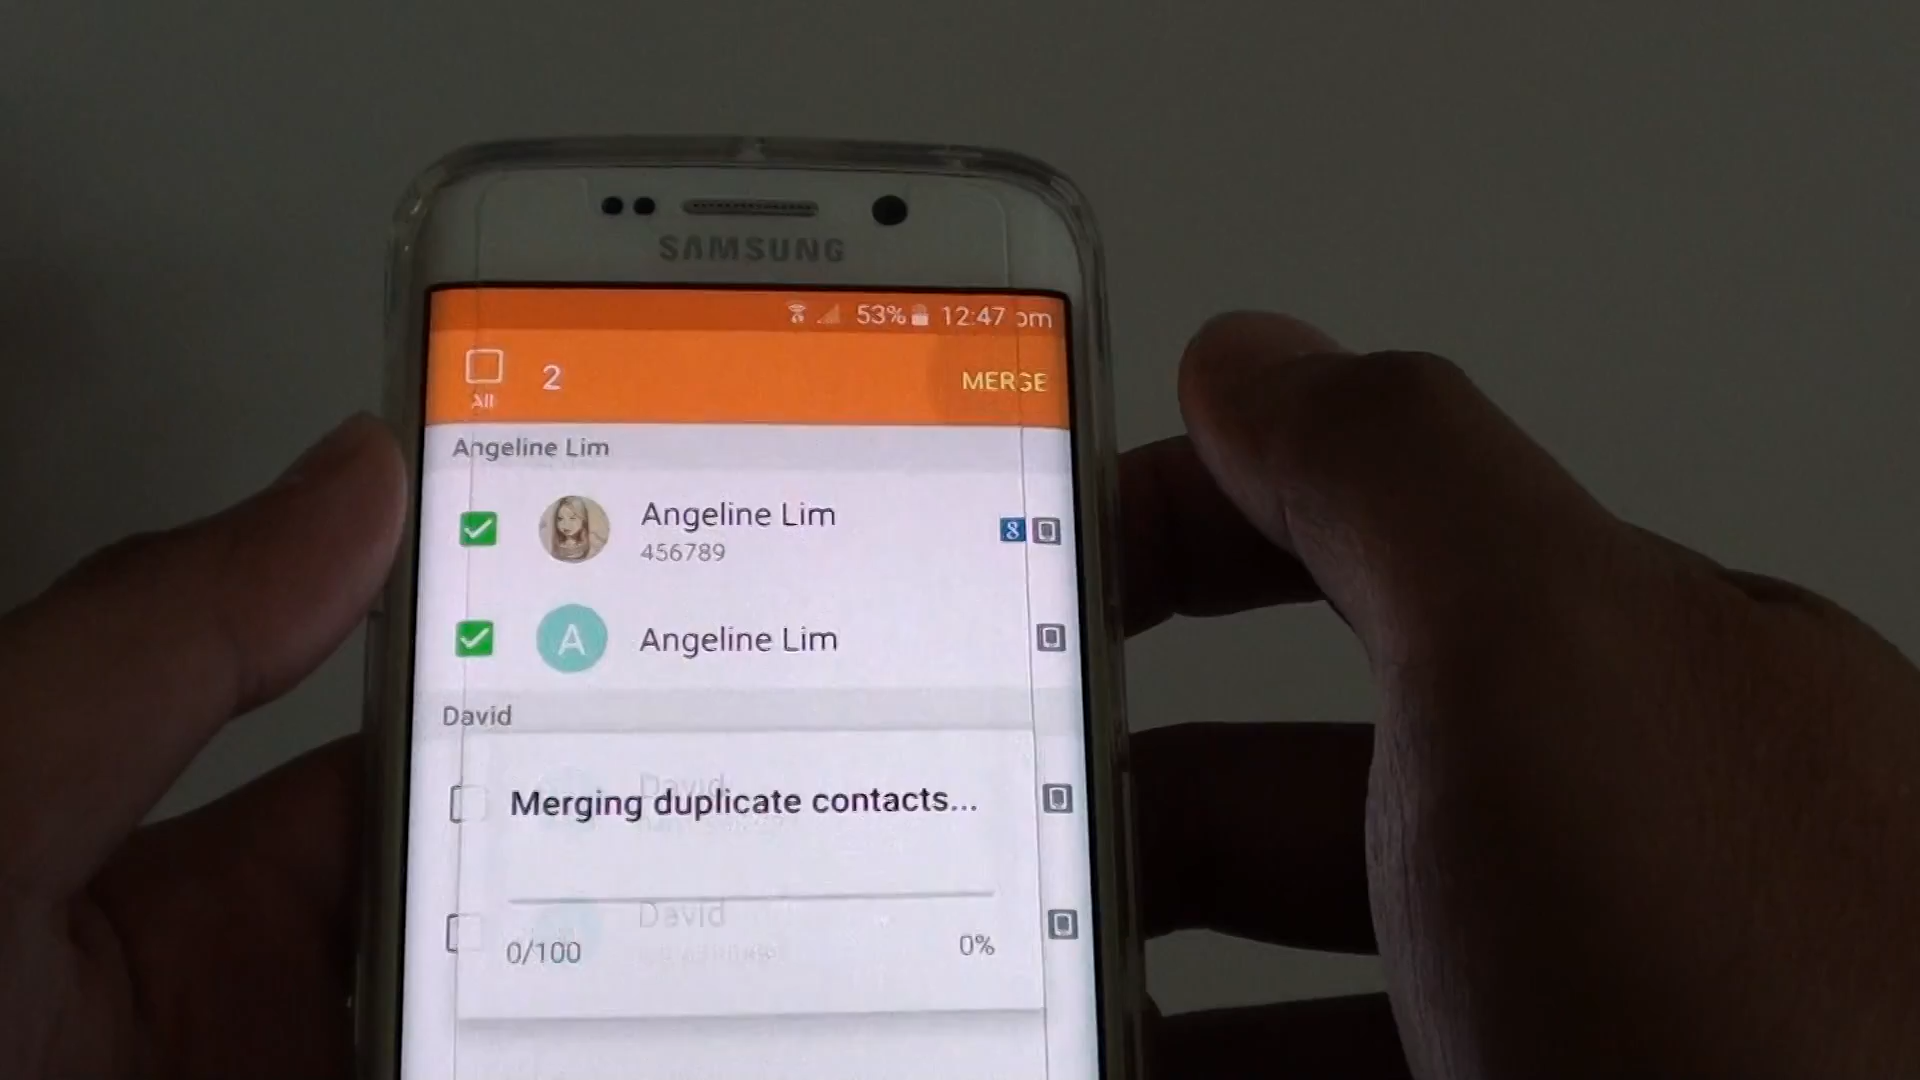 SAMSUNG
53% 12:47 pm
2
MERGE
All
Angeline Lim
Angeline Lim
456789
8
A
Angeline Lim
David
David
Merging duplicate contacts...
David
0/100
0%